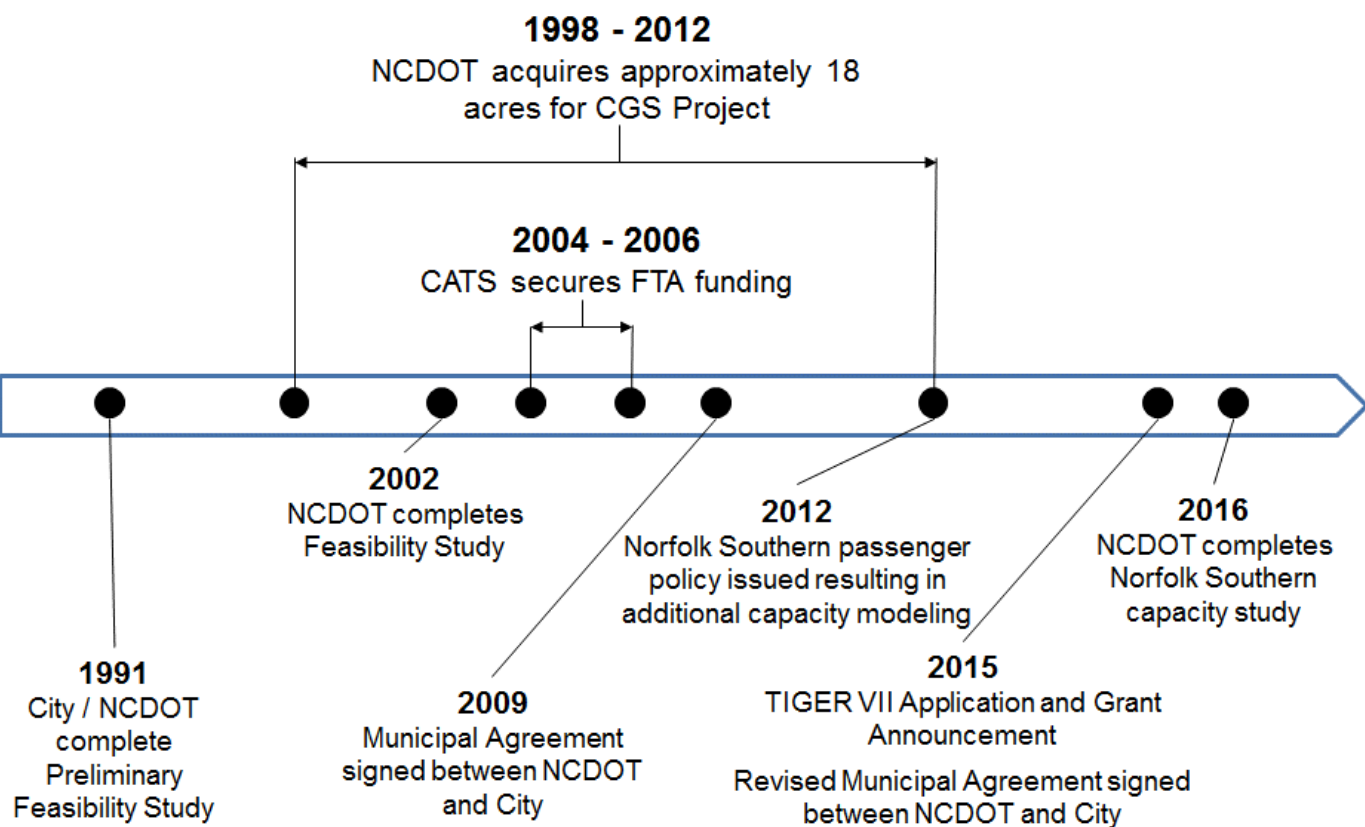 1998 - 2012
NCDOT acquires approximately 18
acres for CGS Project
2004 - 2006
CATS secures FTA funding
1991
City / NCDOT
complete
Preliminary
Feasibility Study
2002
NCDOT completes
Feasibility Study
2009
Municipal Agreement
signed between NCDOT
and City
2012
Norfolk Southern passenger
policy issued resulting in
additional capacity modeling
2015
TIGER VII Application and Grant
Announcement
Revised Municipal Agreement signed
between NCDOT and City
2016
NCDOT completes
Norfolk Southern
capacity study